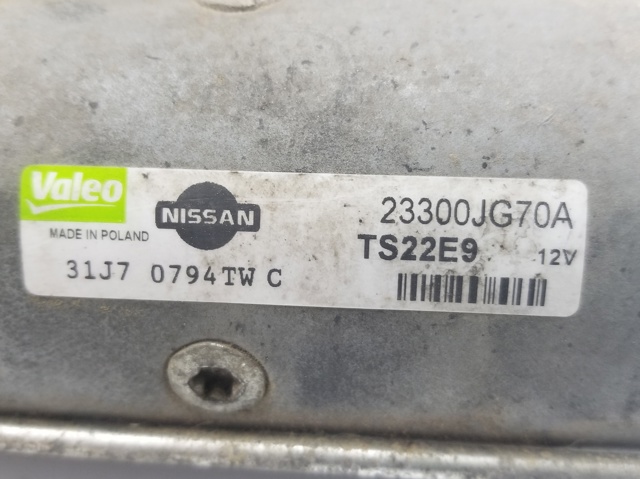 Valeo
MADE IN POLAND
NISSAN
23300JG70A
TS22E9 12V
31J7 0794TW C